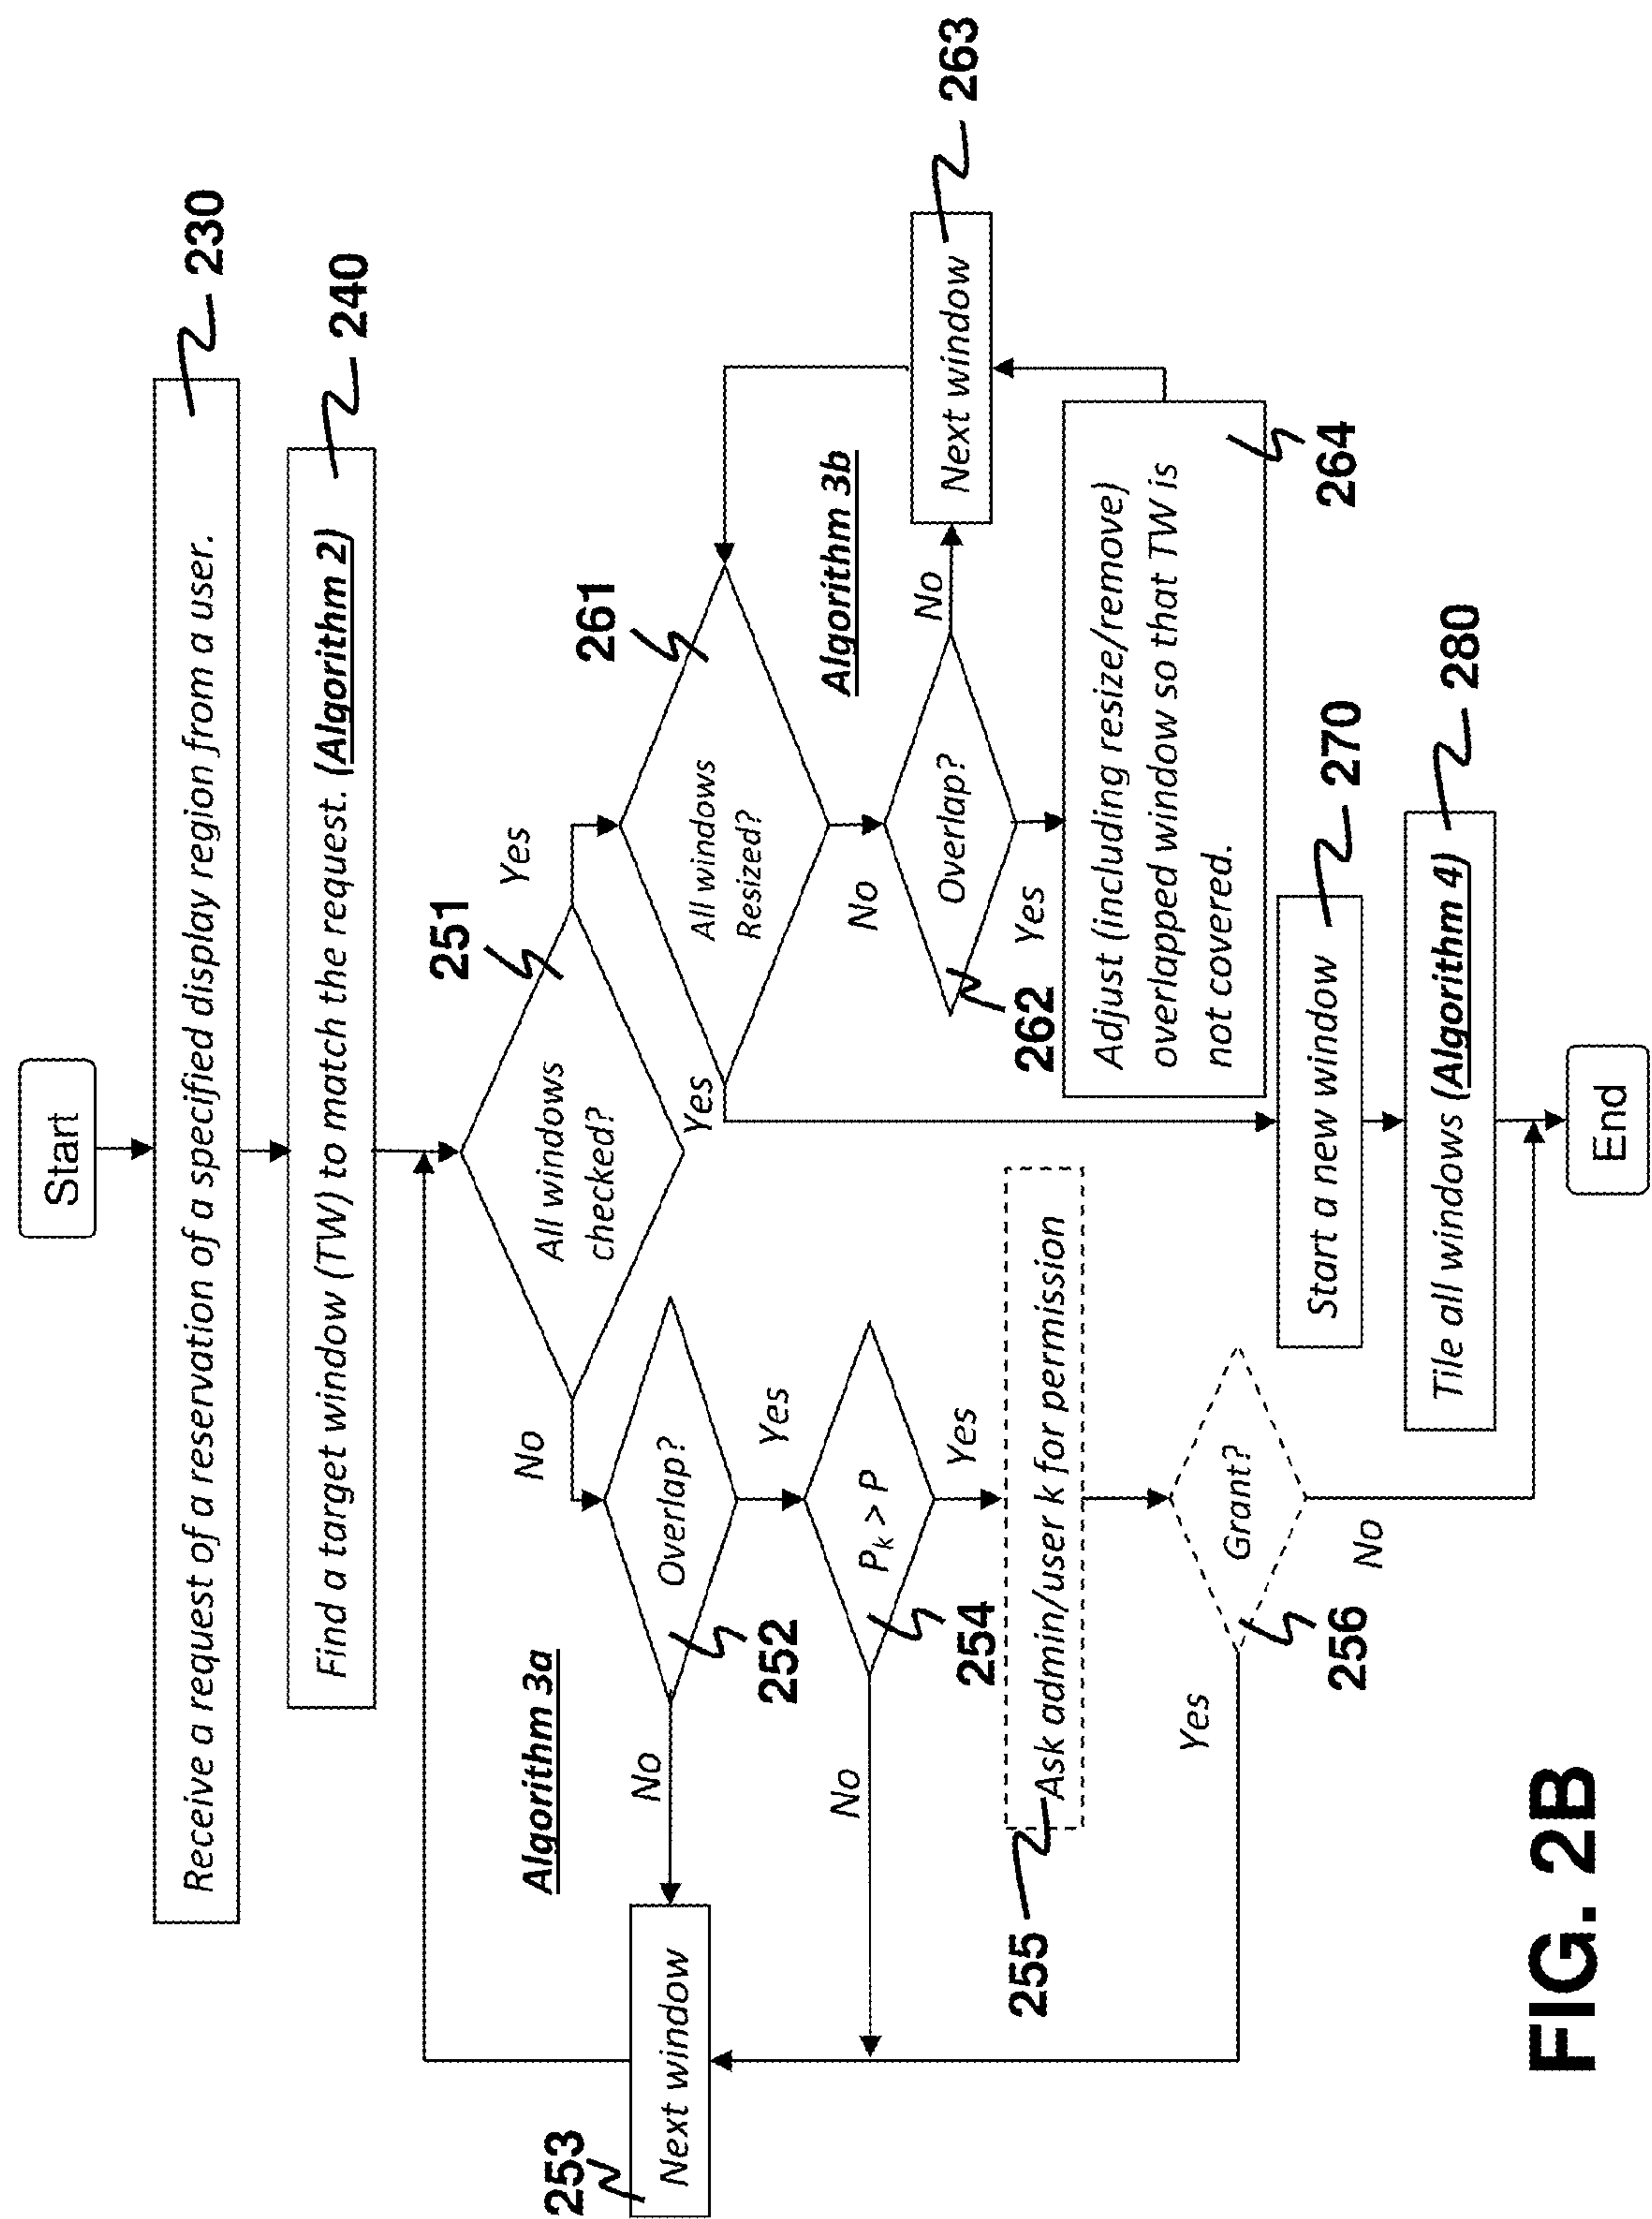 Start
Receive a request of a reservation of a specified display region from a user.
230
Find a target window (TW) to match the request. (Algorithm 2)
240
All windows
checked?
251
No
Yes
Algorithm 3a
Overlap?
252
No
Yes
Next window
253
Pk > P
254
No
Yes
Ask admin/user k for permission
255
Grant?
256
Yes
No
All windows
Resized?
261
Yes
No
Algorithm 3b
Overlap?
262
No
Yes
Next window
263
Adjust (including resize/remove)
overlapped window so that TW is
not covered.
264
Start a new window
270
Tile all windows (Algorithm 4)
280
End
FIG. 2B